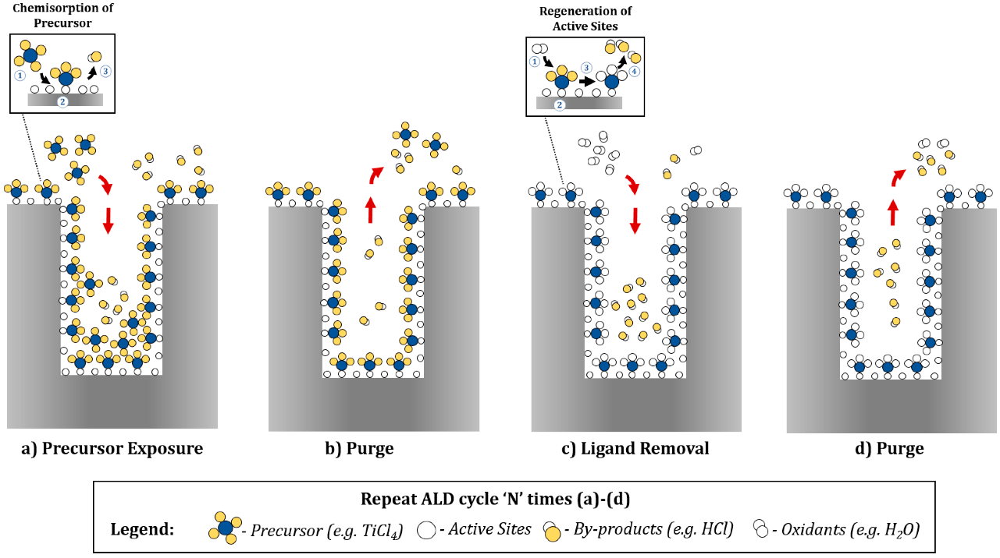 Chemisorption of
Precursor
1
2
3
Regeneration of
Active Sites
1
2
3
4
a) Precursor Exposure
b) Purge
c) Ligand Removal
d) Purge
Repeat ALD cycle ‘N’ times (a)-(d)
Legend: - Precursor (e.g. TiCl4) - Active Sites - By-products (e.g. HCl) - Oxidants (e.g. H2O)